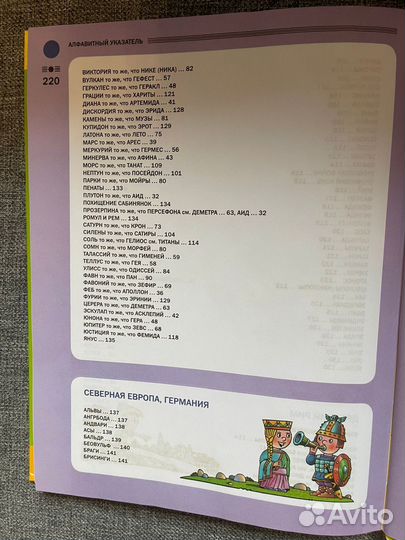 АЛФАВИТНЫЙ УКАЗАТЕЛЬ
220
ВИКТОРИЯ то же, что НИКЕ (НИКА) ... 82
ВУЛКАН то же, что ГЕФЕСТ ... 57
ГЕРКУЛЕС то же, что ГЕРАКЛ ... 48
ГРАЦИИ то же, что ХАРИТЫ ... 121
ДИАНА то же, что АРТЕМИДА ... 41
ДИСКОРДИЯ то же, что ЭРИДА ... 128
КАМЕНЫ то же, что МУЗЫ ... 81
КУПИДОН то же, что ЭРОТ ... 129
ЛАТОНА то же, что ЛЕТО ... 75
МАРС то же, что АРЕС ... 39
МЕРКУРИЙ то же, что ГЕРМЕС ... 56
МИНЕРВА то же, что АФИНА ... 43
МОРС то же, что ТАНАТ ... 109
НЕПТУН то же, что ПОСЕЙДОН ... 101
ПАРКИ то же, что МОЙРЫ ... 80
ПЕНАТЫ ... 133
ПЛУТОН то же, что АИД ... 32
ПОХИЩЕНИЕ САБИНЯНОК ... 134
ПРОЗЕРПИНА то же, что ПЕРСЕФОНА см. ДЕМЕТРА ... 63, АИД ... 32
РОМУЛ И РЕМ ... 134
САТУРН то же, что КРОН ... 73
СИЛЕНЫ то же, что САТИРЫ ... 104
СОЛЬ то же, что ГЕЛИОС см. ТИТАНЫ ... 114
СОМН то же, что МОРФЕЙ ... 80
ТАЛАССИЙ то же, что ГИМЕНЕЙ ... 59
ТЕЛЛУС то же, что ГЕЯ ... 58
УЛИСС то же, что ОДИССЕЙ ... 84
ФАВН то же, что ПАН ... 90
ФАВОНИЙ то же, что ЗЕФИР ... 69
ФЕБ то же, что АПОЛЛОН ... 36
ФУРИИ то же, что ЭРИНИИ ... 129
ЦЕРЕРА то же, что ДЕМЕТРА ... 63
ЭСКУЛАП то же, что АСКЛЕПИЙ ... 42
ЮНОНА то же, что ГЕРА ... 48
ЮПИТЕР то же, что ЗЕВС ... 68
ЮСТИЦИЯ то же, что ФЕМИДА ... 118
ЯНУС ... 135
СЕВЕРНАЯ ЕВРОПА, ГЕРМАНИЯ
АЛЬВЫ ... 137
АНГРБОДА ... 137
АНДВАРИ ... 138
АСЫ ... 138
БАЛЬДР ... 139
БЕОВУЛЬФ ... 140
БРАГИ ... 141
БРИСИНГИ ... 141
Avito